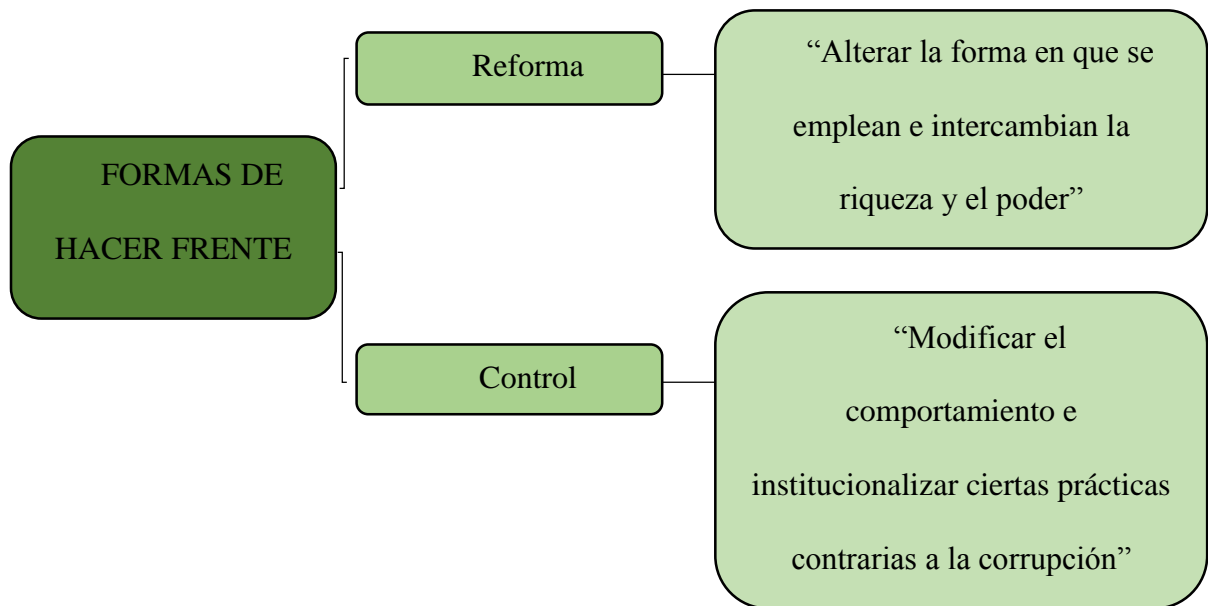 FORMAS DE
HACER FRENTE
Reforma
“Alterar la forma en que se
emplean e intercambian la
riqueza y el poder”
Control
“Modificar el
comportamiento e
institucionalizar ciertas prácticas
contrarias a la corrupción”